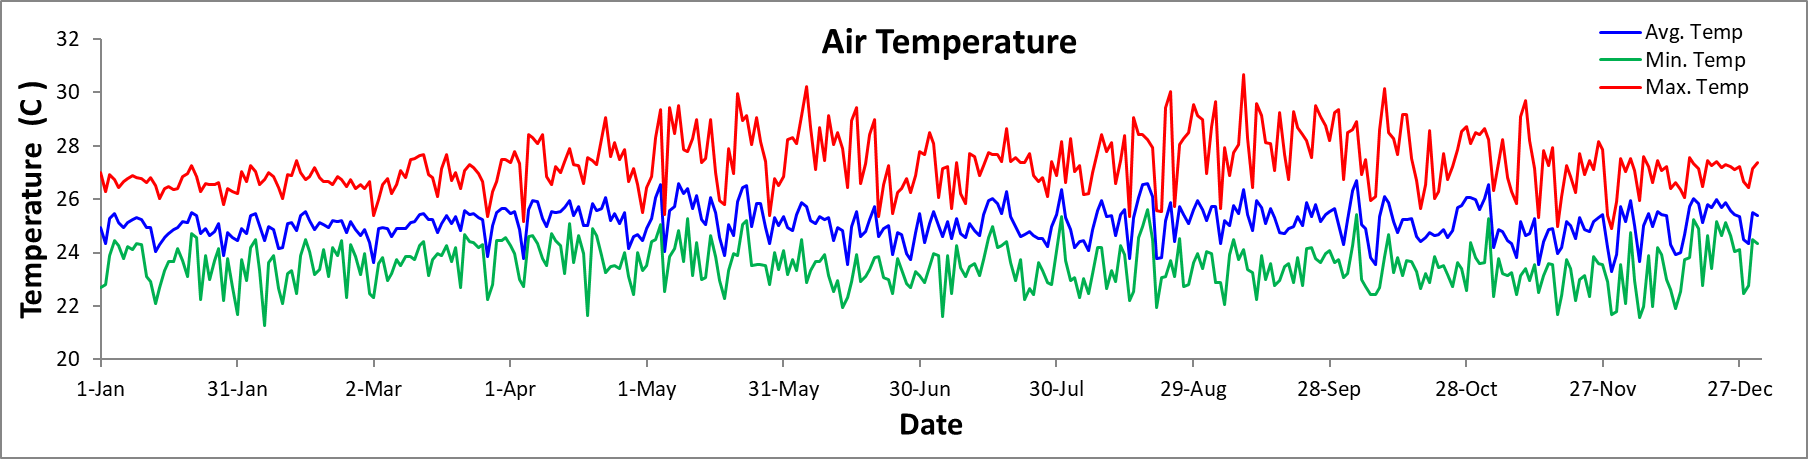 Air Temperature
Avg. Temp
Min. Temp
Max. Temp
Temperature (C )
32
30
28
26
24
22
20
1-Jan 31-Jan 2-Mar 1-Apr 1-May 31-May 30-Jun 30-Jul 29-Aug 28-Sep 28-Oct 27-Nov 27-Dec
Date